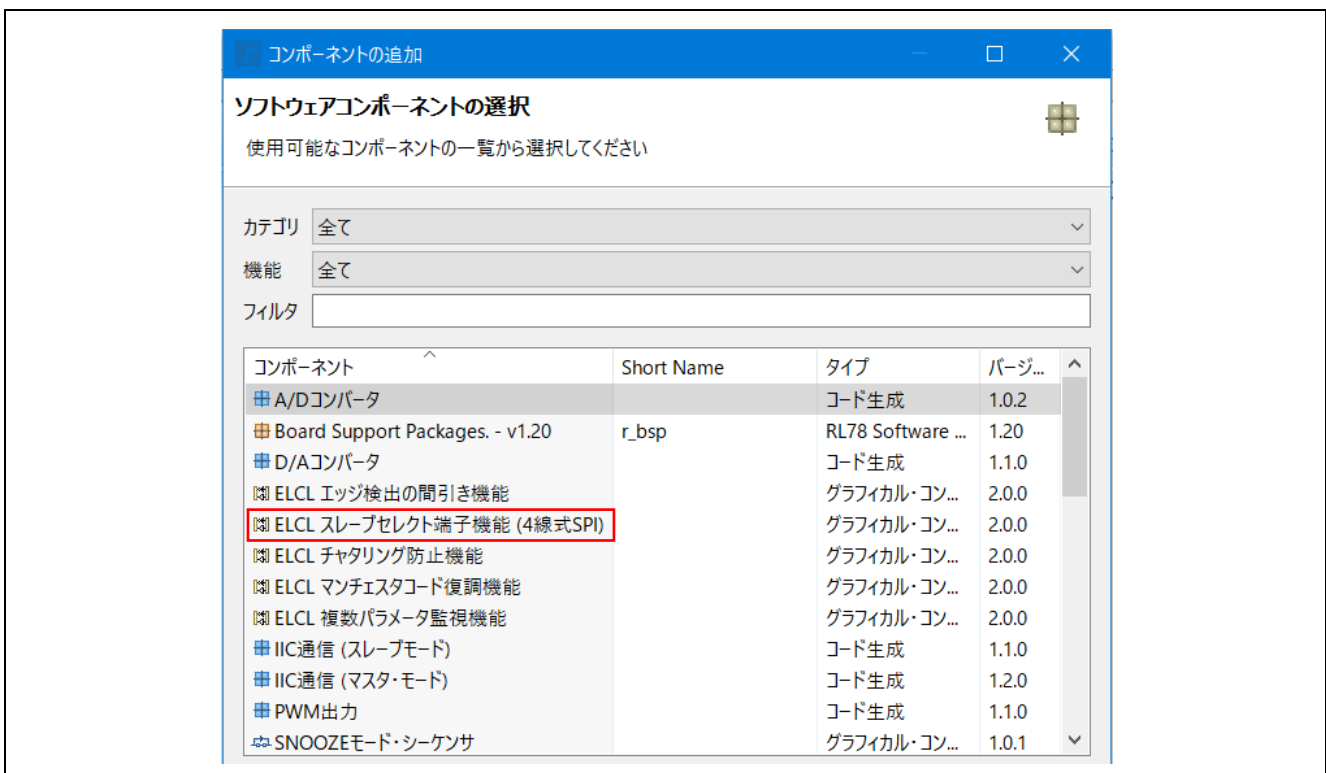 コンポーネントの追加
ソフトウェアコンポーネントの選択
使用可能なコンポーネントの一覧から選択してください
カテゴリ 全て
機能 全て
フィルタ
コンポーネント Short Name タイプ バージ...
A/Dコンバータ コード生成 1.0.2
Board Support Packages. - v1.20 r_bsp RL78 Software ... 1.20
D/Aコンバータ コード生成 1.1.0
ELCL エッジ検出の間引き機能 グラフィカル・コン... 2.0.0
ELCL スレーブセレクト端子機能 (4線式SPI) グラフィカル・コン... 2.0.0
ELCL チャタリング防止機能 グラフィカル・コン... 2.0.0
ELCL マンチェスタコード復調機能 グラフィカル・コン... 2.0.0
ELCL 複数パラメータ監視機能 グラフィカル・コン... 2.0.0
IIC通信 (スレーブモード) コード生成 1.1.0
IIC通信 (マスタ・モード) コード生成 1.2.0
PWM出力 コード生成 1.1.0
SNOOZEモード・シーケンサ グラフィカル・コン... 1.0.1